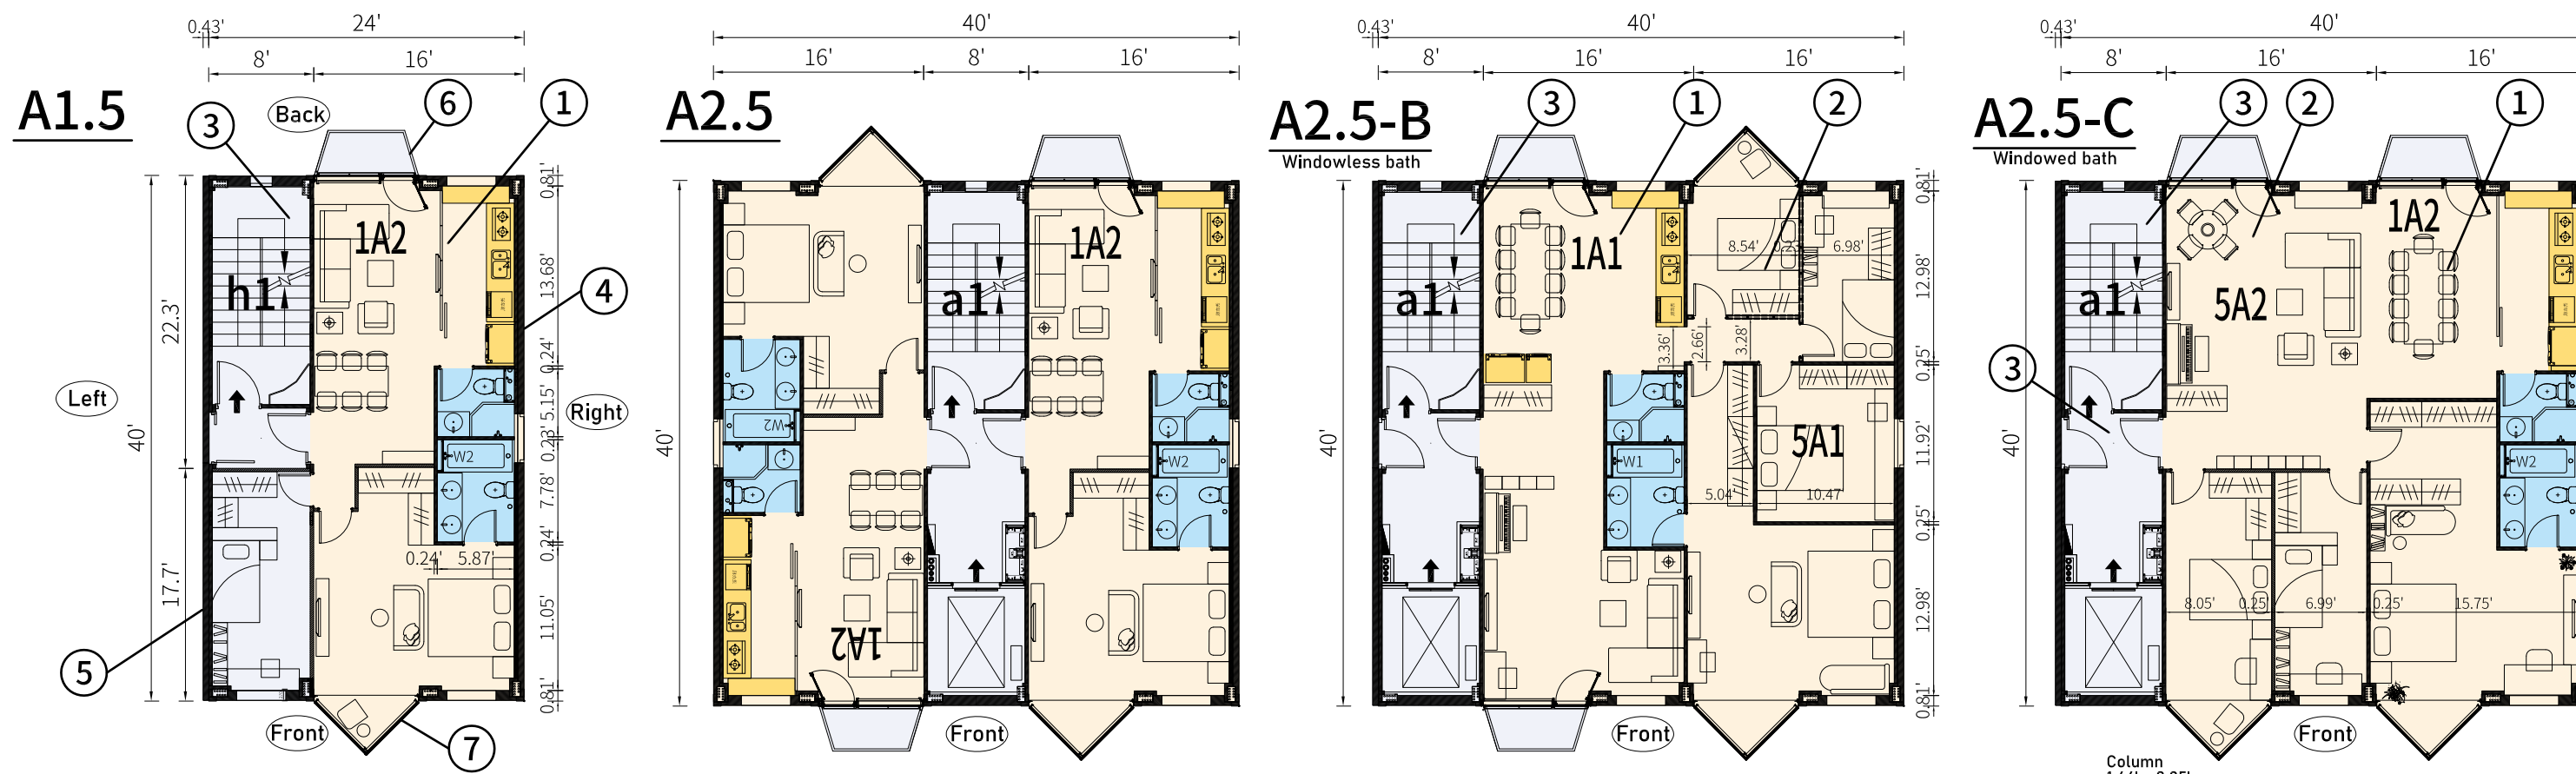 A1.5
0.43'
24'
8'
16'
3
Back
6
1
1A2
h1
4
5
7
Left
Right
Front
40'
22.3'
17.7'
0.81'
13.68'
0.24'
5.15'
0.23'
7.78'
0.24'
11.05'
0.81'
W2
0.24'
5.87'
A2.5
40'
16'
8'
16'
40'
a1
1A2
W2
W2
1A2
Front
A2.5-B
Windowless bath
0.43'
40'
8'
16'
16'
3
1
2
1A1
a1
5A1
8.54'
6.98'
3.36'
2.66'
3.28'
W1
5.04'
10.47
40'
0.81'
12.98'
0.25'
11.92'
0.25'
12.98'
0.81'
Front
A2.5-C
Windowed bath
0.43'
40'
8'
16'
16'
3
2
1
3
a1
5A2
1A2
W2
8.05'
0.25'
6.99'
0.25'
15.75'
40'
Front
Column